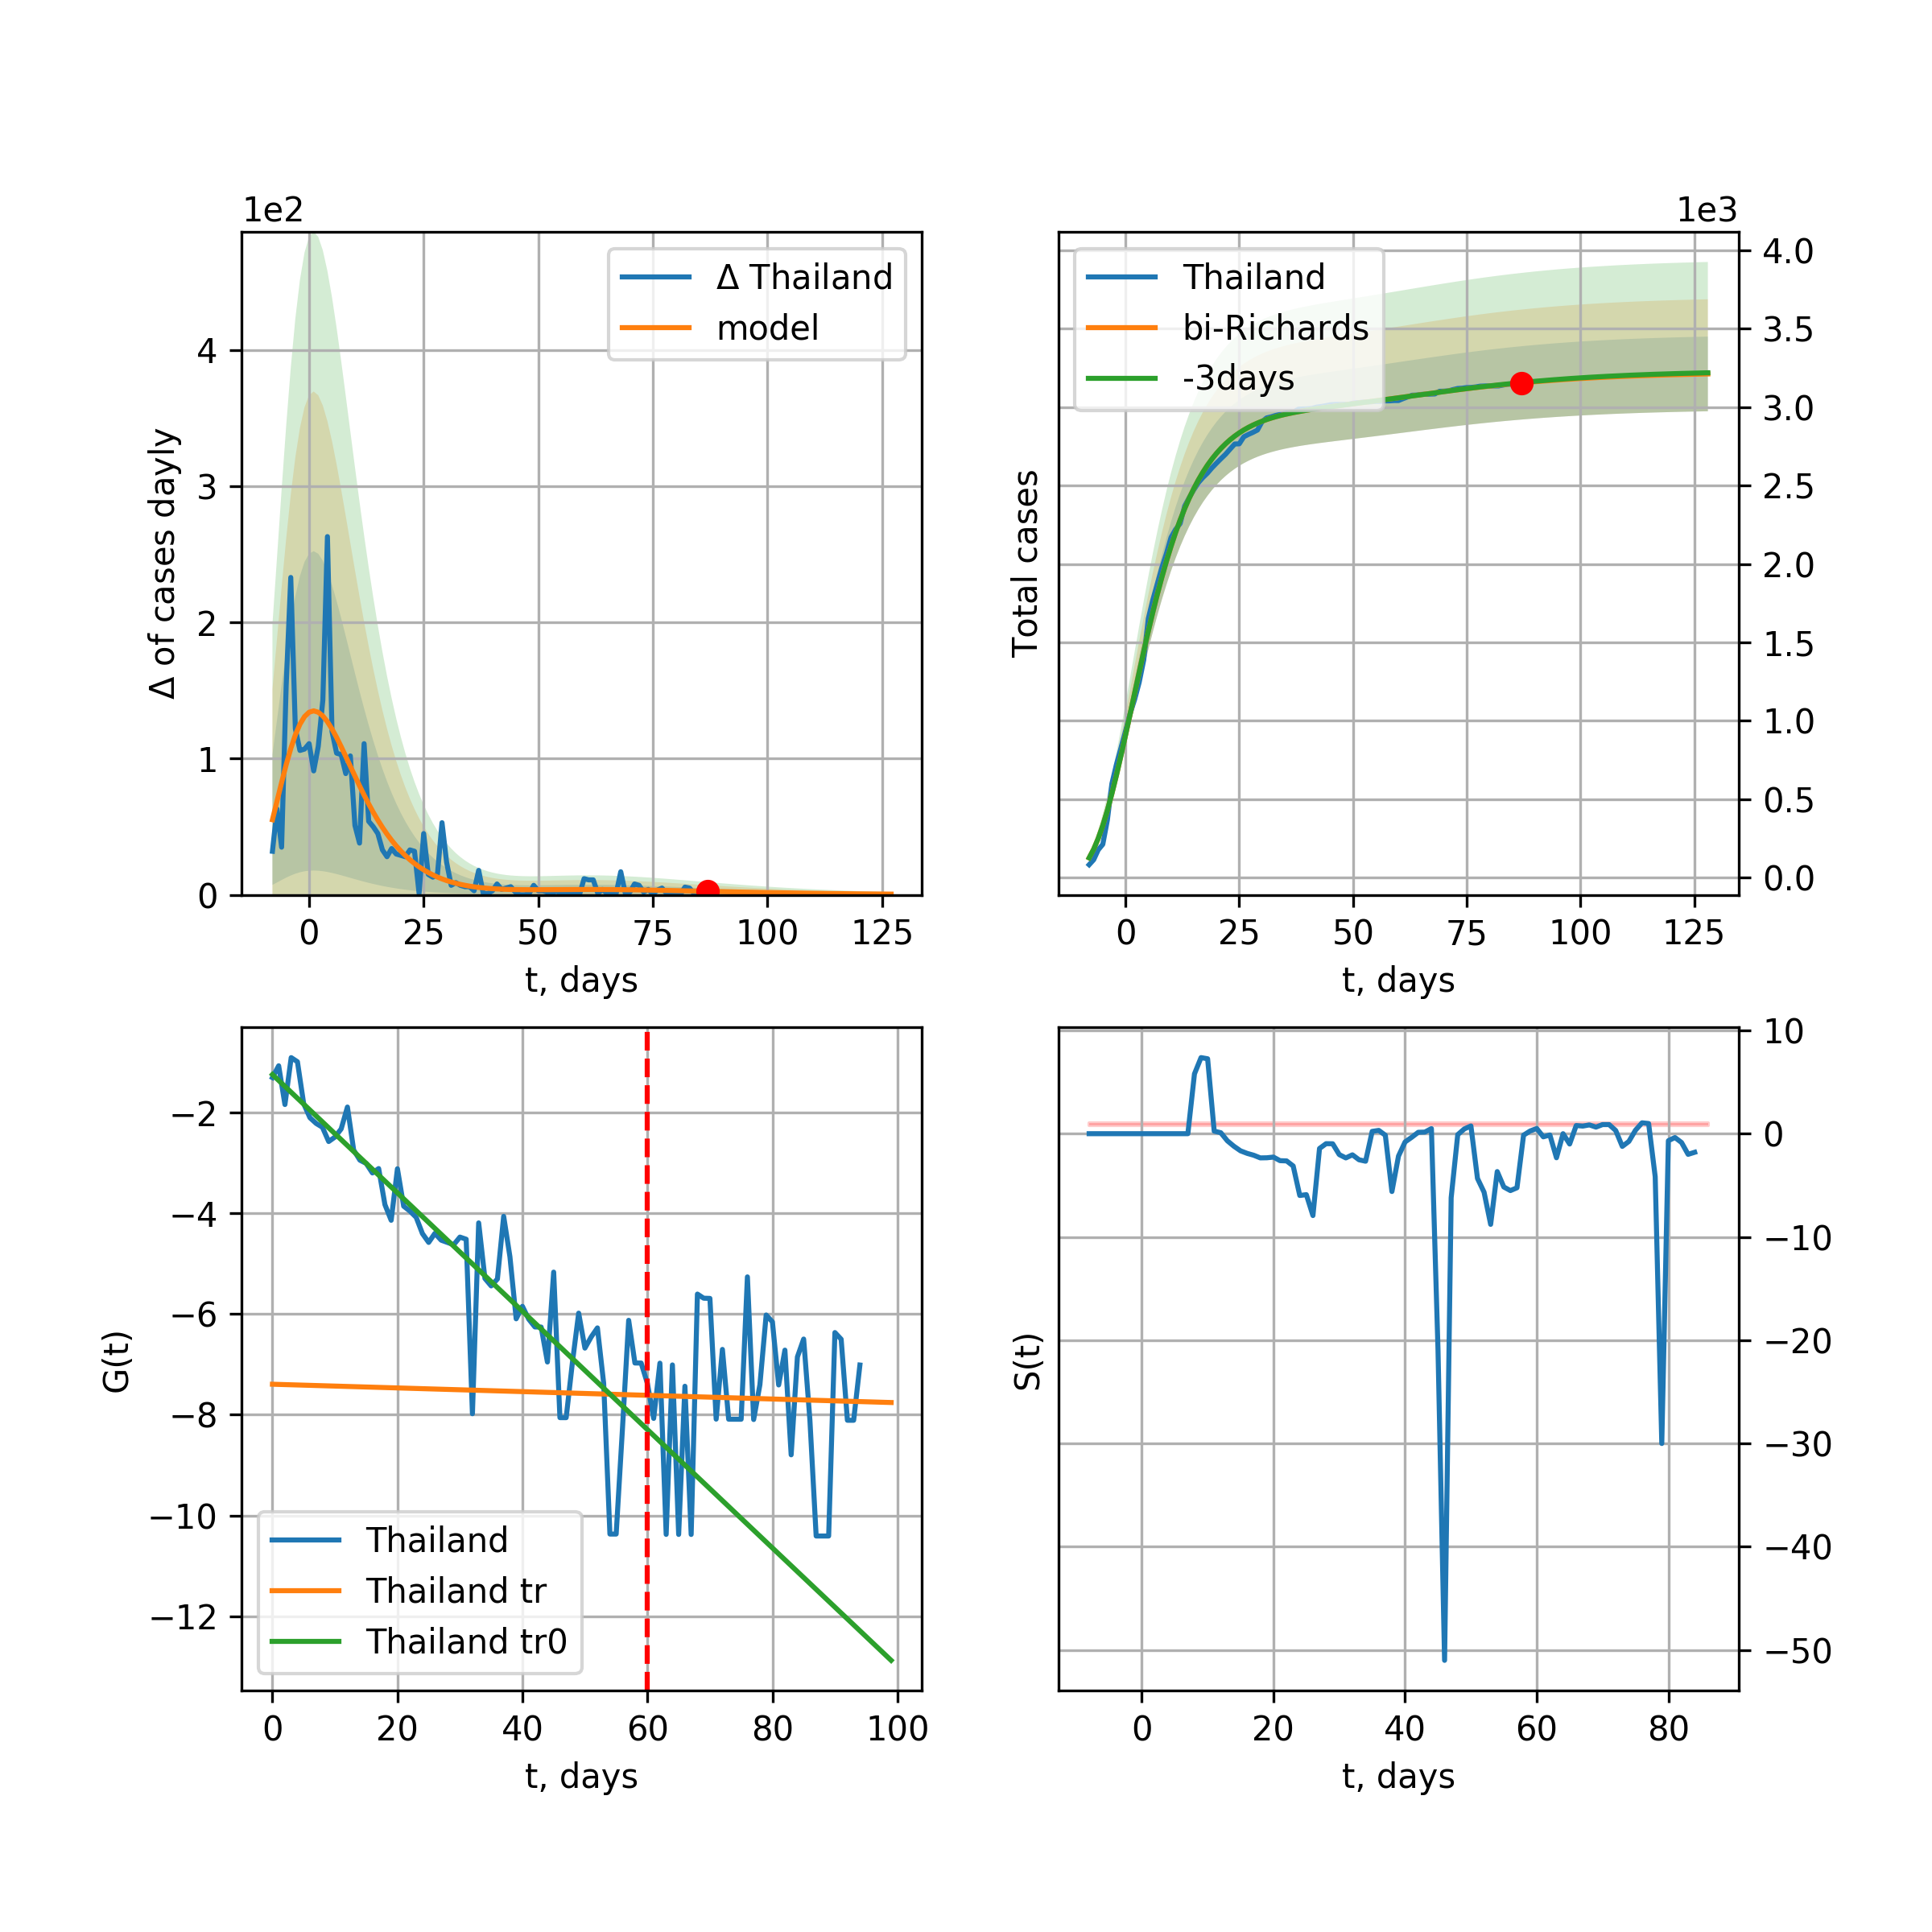 1e2
Δ of cases dayly
4
3
2
1
0
Δ Thailand
model
0 25 50 75 100 125
t, days
1e3
Total cases
Thailand
bi-Richards
-3days
4.0
3.5
3.0
2.5
2.0
1.5
1.0
0.5
0.0
0 25 50 75 100 125
t, days
G(t)
−2
−4
−6
−8
−10
−12
Thailand
Thailand tr
Thailand tr0
0 20 40 60 80 100
t, days
S(t)
10
0
−10
−20
−30
−40
−50
0 20 40 60 80
t, days